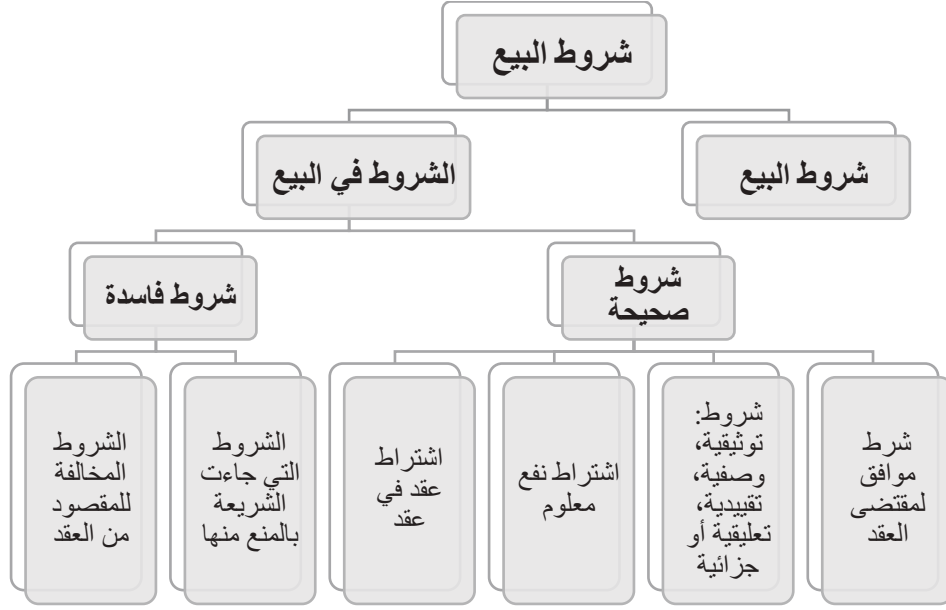 شروط البيع
شروط البيع
الشروط في البيع
شروط
صحيحة
شروط فاسدة
شرط
موافق
لمقتضى
العقد
شروط:
توثيقية،
وصفية،
تقييدية،
تعليقية أو
جزائية
اشتراط نفع
معلوم
اشتراط
عقد في
عقد
الشروط
التي جاءت
الشريعة
بالمنع منها
الشروط
المخالفة
للمقصود
من العقد